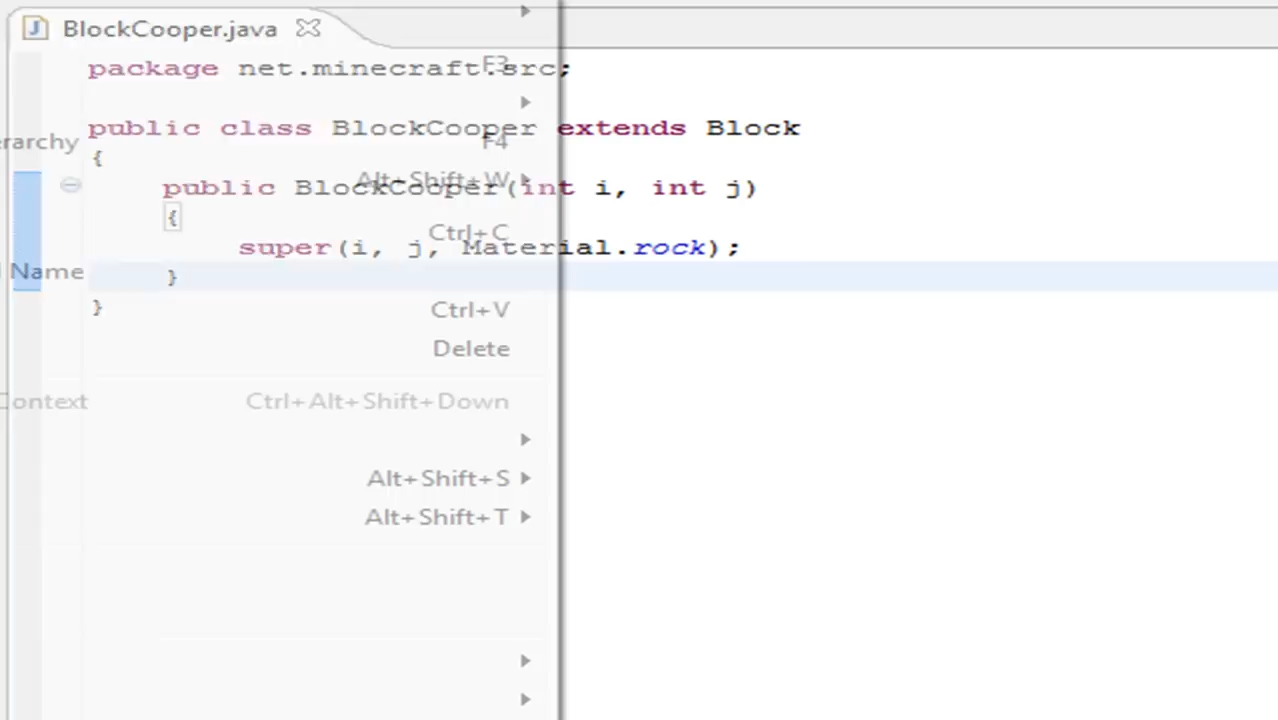 BlockCooper.java
package net.minecraft.src;
F3
public class BlockCooper extends Block
erarchy
F4
{
Alt+Shift+W
public BlockCooper(int i, int j)
{
Ctrl+C
super(i, j, Material.rock);
Name
}
}
Ctrl+V
Delete
Context
Ctrl+Alt+Shift+Down
Alt+Shift+S
Alt+Shift+T